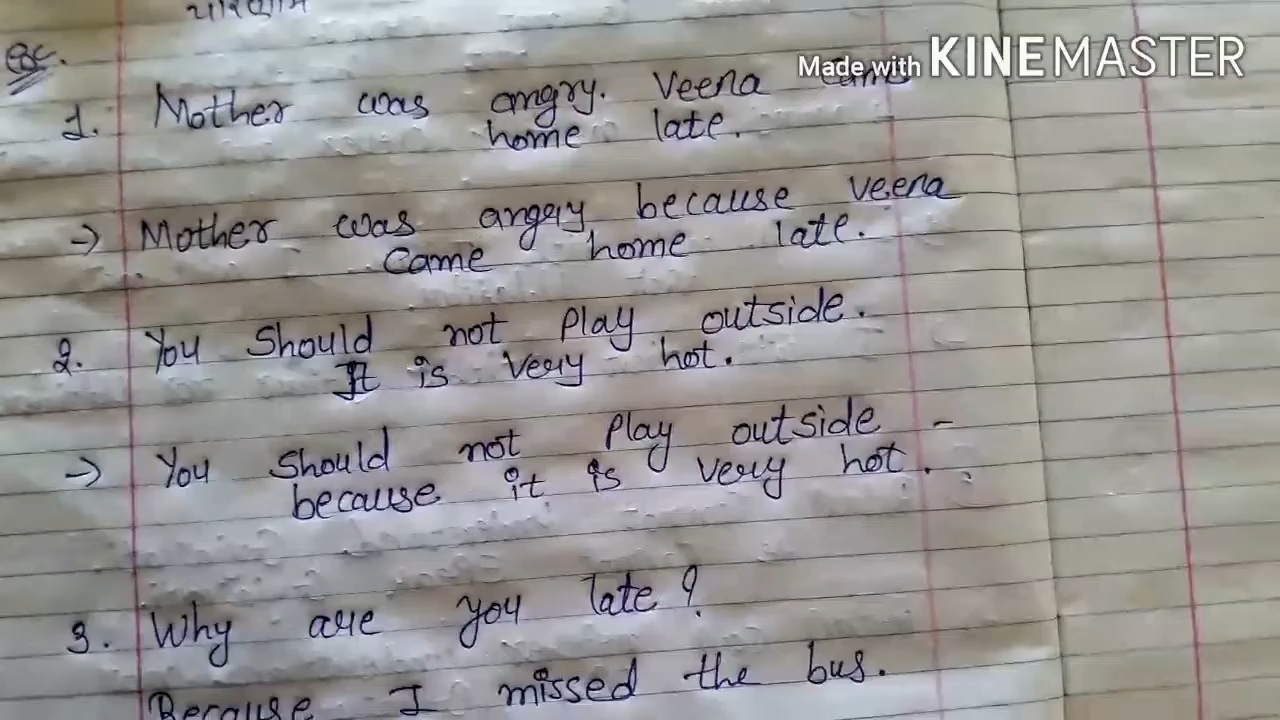 Ex.
Made with KINEMASTER
1. Mother was angry. Veena came
home late.
→ Mother was angry because Veena
Came home late.
2. You Should not Play outside.
It is very hot.
→ You Should not Play outside -
because it is very hot.
3. Why are you late?
Because I missed the bus.